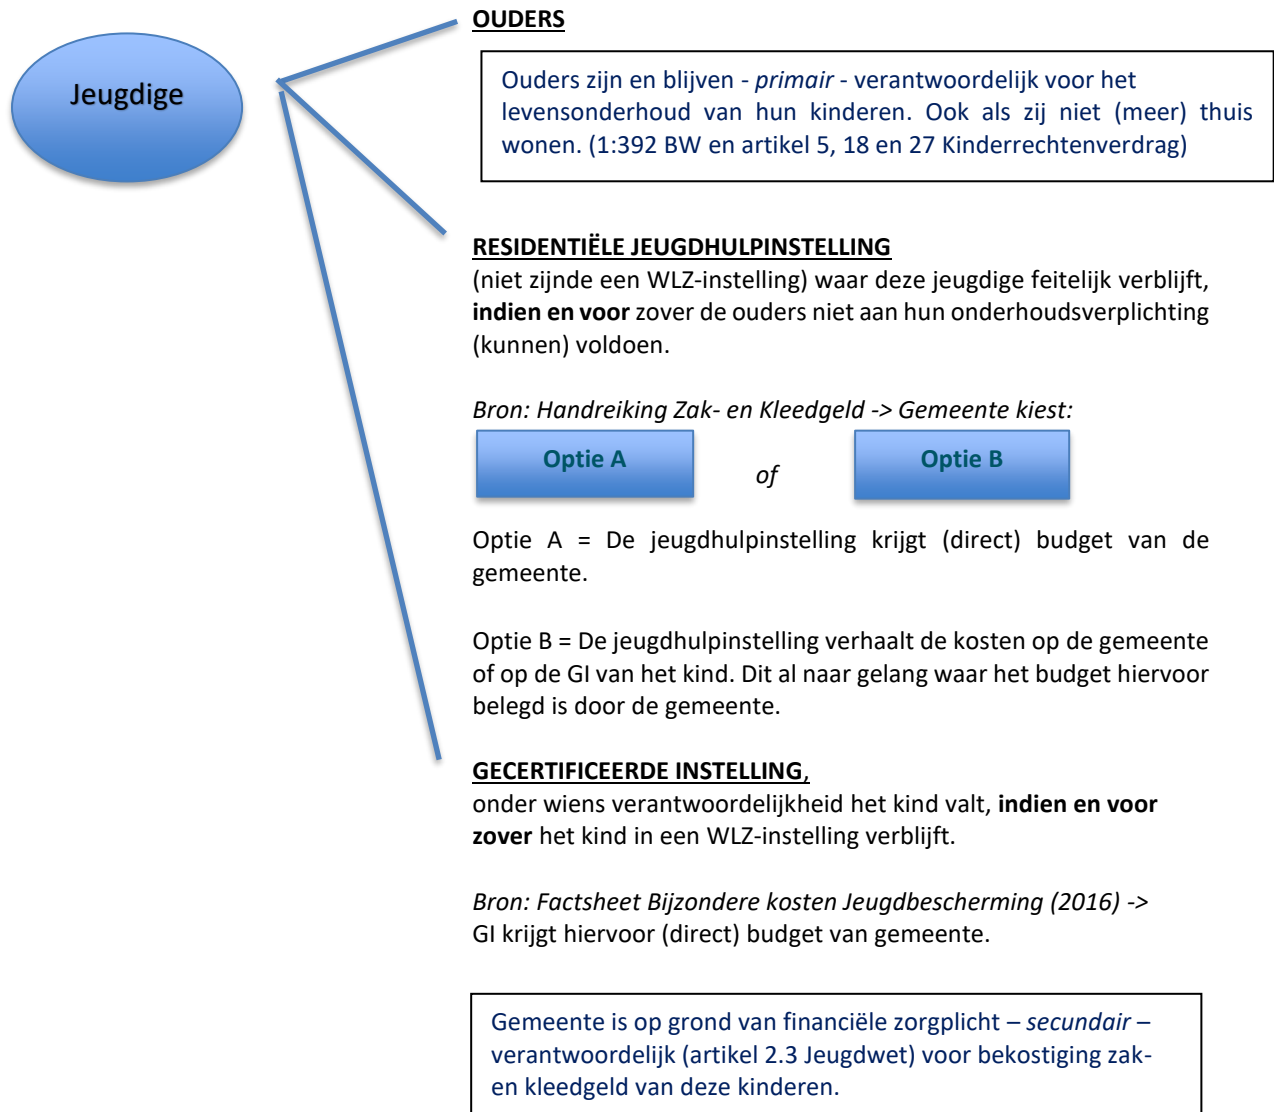 OUDERS
Jeugdige
Ouders zijn en blijven - primair - verantwoordelijk voor het
levensonderhoud van hun kinderen. Ook als zij niet (meer) thuis
wonen. (1:392 BW en artikel 5, 18 en 27 Kinderrechtenverdrag)
RESIDENTIËLE JEUGDHULPINSTELLING
(niet zijnde een WLZ-instelling) waar deze jeugdige feitelijk verblijft,
indien en voor zover de ouders niet aan hun onderhoudsverplichting
(kunnen) voldoen.
Bron: Handreiking Zak- en Kleedgeld -> Gemeente kiest:
Optie A of Optie B
Optie A = De jeugdhulpinstelling krijgt (direct) budget van de
gemeente.
Optie B = De jeugdhulpinstelling verhaalt de kosten op de gemeente
of op de GI van het kind. Dit al naar gelang waar het budget hiervoor
belegd is door de gemeente.
GECERTIFICEERDE INSTELLING,
onder wiens verantwoordelijkheid het kind valt, indien en voor
zover het kind in een WLZ-instelling verblijft.
Bron: Factsheet Bijzondere kosten Jeugdbescherming (2016) ->
GI krijgt hiervoor (direct) budget van gemeente.
Gemeente is op grond van financiële zorgplicht – secundair –
verantwoordelijk (artikel 2.3 Jeugdwet) voor bekostiging zak-
en kleedgeld van deze kinderen.